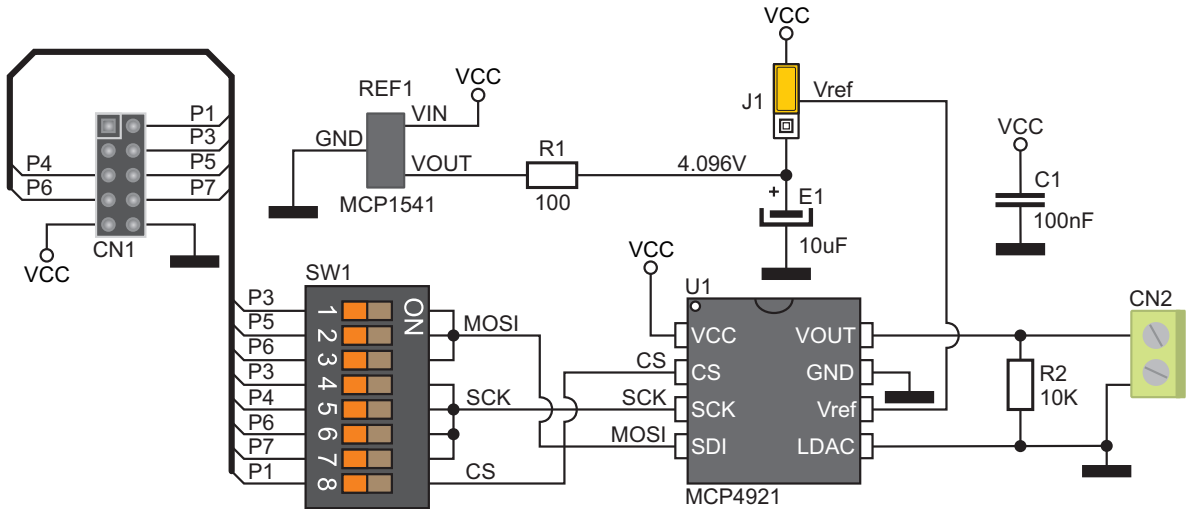 VCC
J1
Vref
REF1
VCC
VIN
GND
VOUT
R1
100
4.096V
MCP1541
+
E1
10uF
VCC
C1
100nF
P1
P3
P4
P5
P6
P7
CN1
VCC
SW1
ON
P3
1
P5
2
MOSI
P6
3
P3
4
P4
5
SCK
P6
6
P7
7
P1
8
CS
VCC
U1
VCC
VOUT
CS
CS
GND
SCK
SCK
Vref
MOSI
SDI
LDAC
MCP4921
R2
10K
CN2